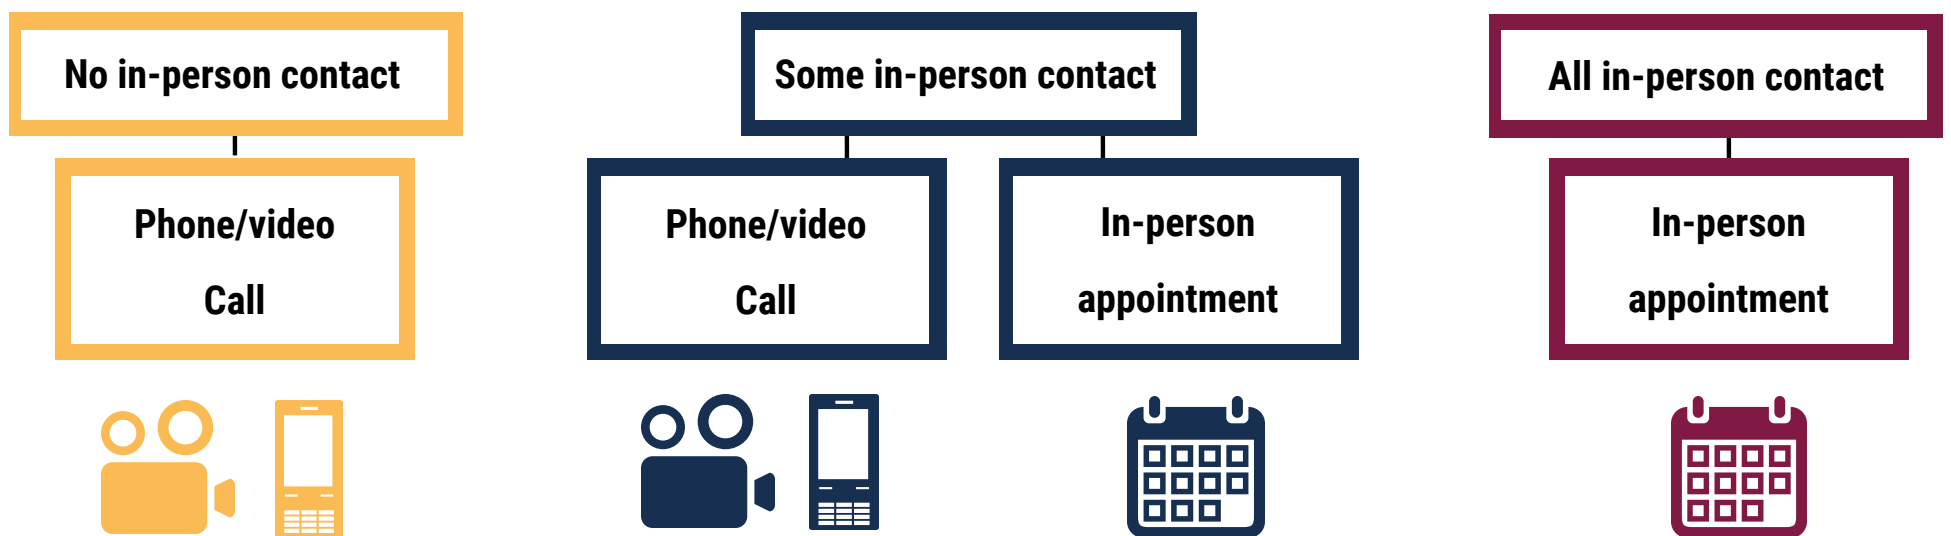 No in-person contact
Some in-person contact
All in-person contact
Phone/video
Call
Phone/video
Call
In-person
appointment
In-person
appointment